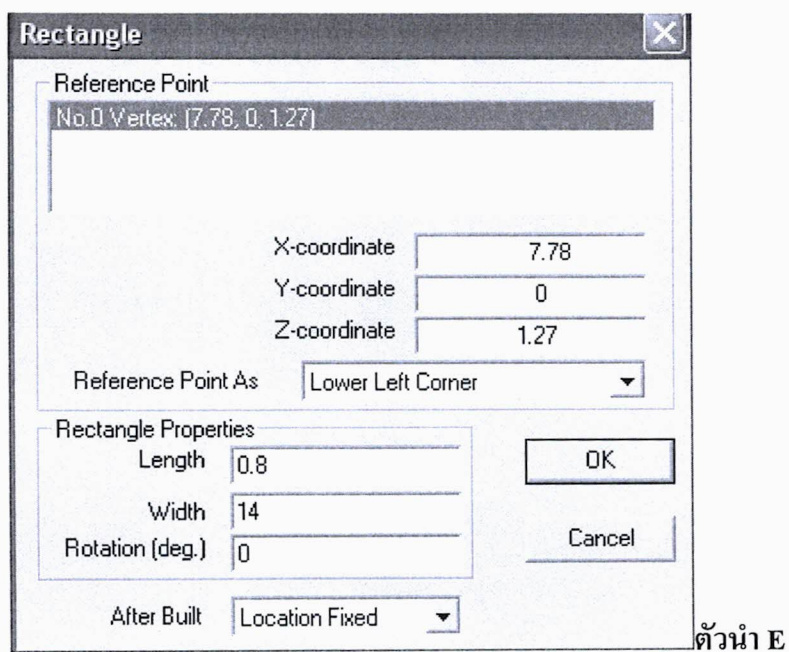 Rectangle
Reference Point
No.0 Vertex: (7.78, 0, 1.27)
X-coordinate 7.78
Y-coordinate 0
Z-coordinate 1.27
Reference Point As Lower Left Corner
Rectangle Properties
Length 0.8
Width 14
Rotation (deg.) 0
OK
Cancel
After Built Location Fixed
ตัวนำ E